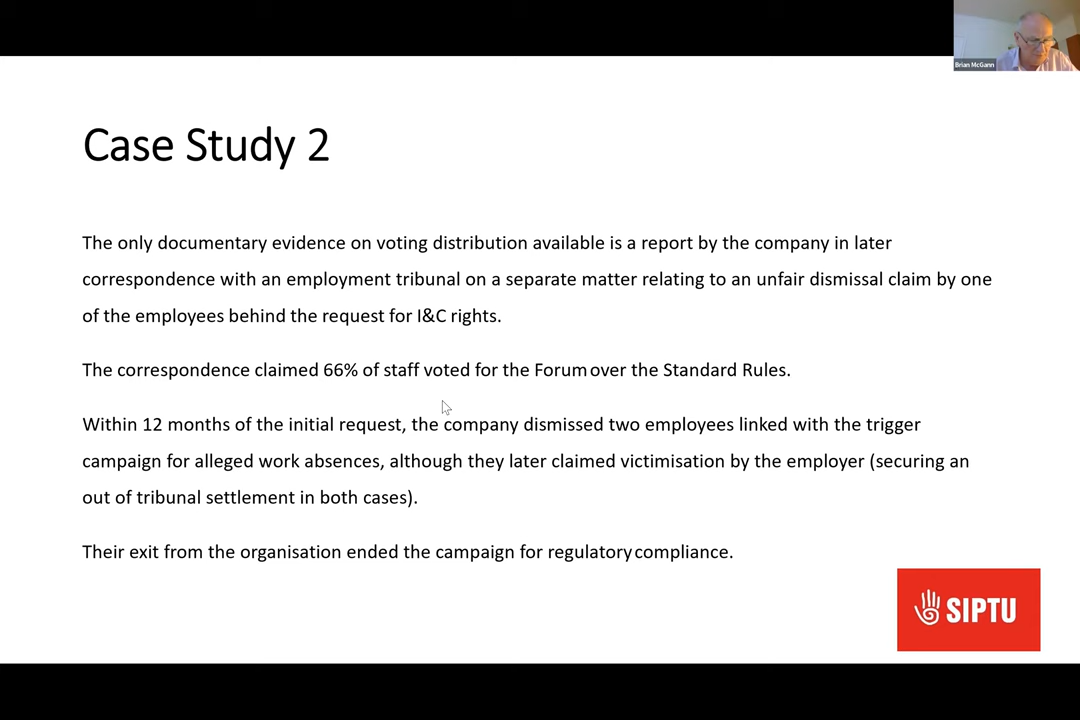 Brian McGann
Case Study 2
The only documentary evidence on voting distribution available is a report by the company in later
correspondence with an employment tribunal on a separate matter relating to an unfair dismissal claim by one
of the employees behind the request for I&C rights.
The correspondence claimed 66% of staff voted for the Forum over the Standard Rules.
Within 12 months of the initial request, the company dismissed two employees linked with the trigger
campaign for alleged work absences, although they later claimed victimisation by the employer (securing an
out of tribunal settlement in both cases).
Their exit from the organisation ended the campaign for regulatory compliance.
SIPTU